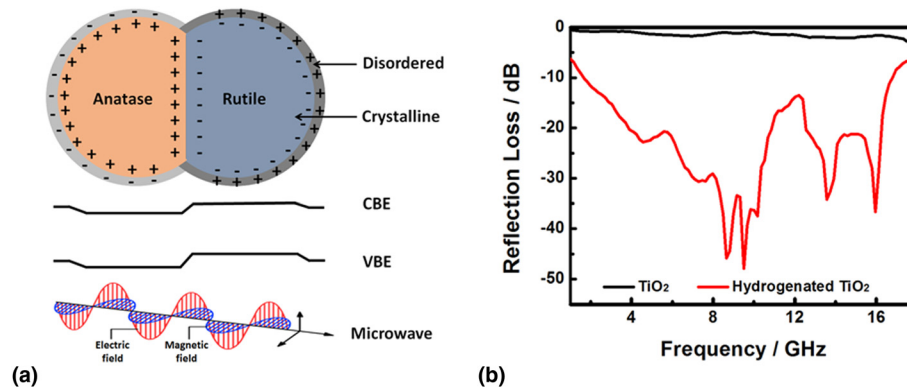 Anatase
Rutile
Disordered
Crystalline
CBE
VBE
Electric
field
Magnetic
field
Microwave
(a)
Reflection Loss / dB
0
-10
-20
-30
-40
-50
TiO₂
Hydrogenated TiO₂
4
8
12
16
Frequency / GHz
(b)